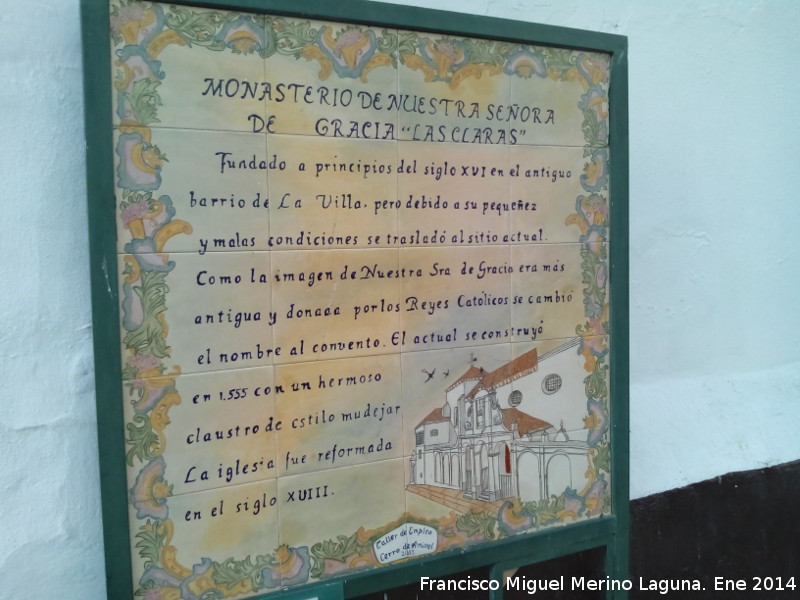 MONASTERIO DE NUESTRA SEÑORA
DE GRACIA "LAS CLARAS"
Fundado a principios del siglo XVI en el antiguo
barrio de La Villa. pero debido a su pequeñez
y malas condiciones se trasladó al sitio actual.
Como la imagen de Nuestra Sra de Gracia era más
antigua y donaaa por los Reyes Católicos se cambió
el nombre al convento. El actual se construyó
en 1.555 con un hermoso
claustro de estilo mudejar
La iglesia fue reformada
en el siglo XVIII.
Taller de Empleo
Cerro de
Francisco Miguel Merino Laguna. Ene 2014